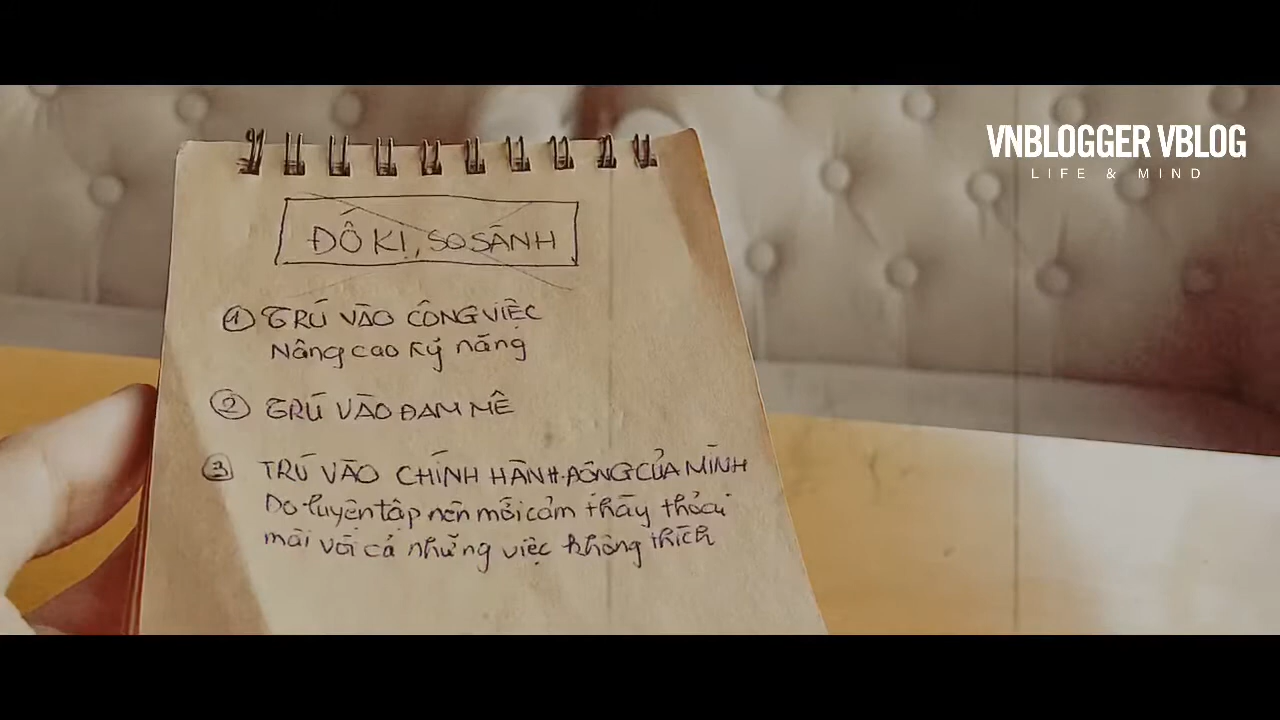 VNBLOGGER VBLOG
LIFE & MIND
ĐỐ KỊ, SO SÁNH
1 TRÚ VÀO CÔNG VIỆC
Nâng cao kỹ năng
2 TRÚ VÀO ĐAM MÊ
3 TRÚ VÀO CHÍNH HÀNH ĐỘNG CỦA MÌNH
Do luyện tập nên mới cảm thấy thoải
mái với cả những việc không thích